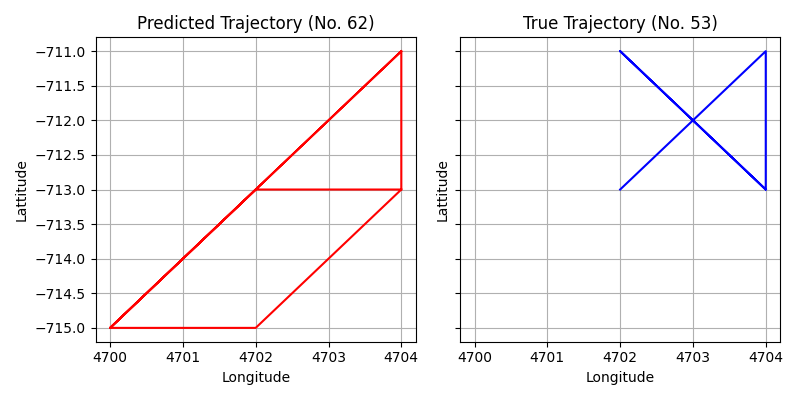 Predicted Trajectory (No. 62)
True Trajectory (No. 53)
−711.0
−711.5
−712.0
−712.5
−713.0
−713.5
−714.0
−714.5
−715.0
Lattitude
Lattitude
4700 4701 4702 4703 4704
4700 4701 4702 4703 4704
Longitude
Longitude